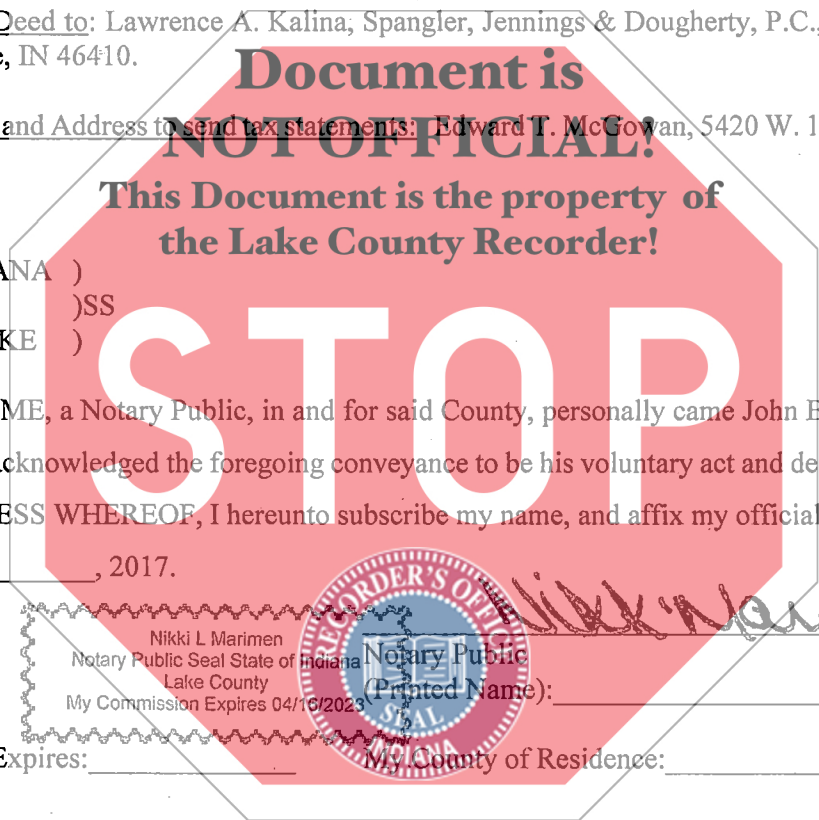 Deed to: Lawrence A. Kalina, Spangler, Jennings & Dougherty, P.C.,
e, IN 46410.
Document is
and Address to send tax statements: Edward T. McGowan, 5420 W. 1
NOT OFFICIAL!
This Document is the property of
the Lake County Recorder!
ANA )
)SS
KE )
STOP
ME, a Notary Public, in and for said County, personally came John E
cknowledged the foregoing conveyance to be his voluntary act and de
ESS WHEREOF, I hereunto subscribe my name, and affix my official
, 2017.
RECORDER'S OFFICE
SEAL
INDIANA
Nikki L Marimen
Notary Public Seal State of Indiana
Lake County
My Commission Expires 04/16/2023
Notary Public
(Printed Name):
Expires:
My County of Residence: